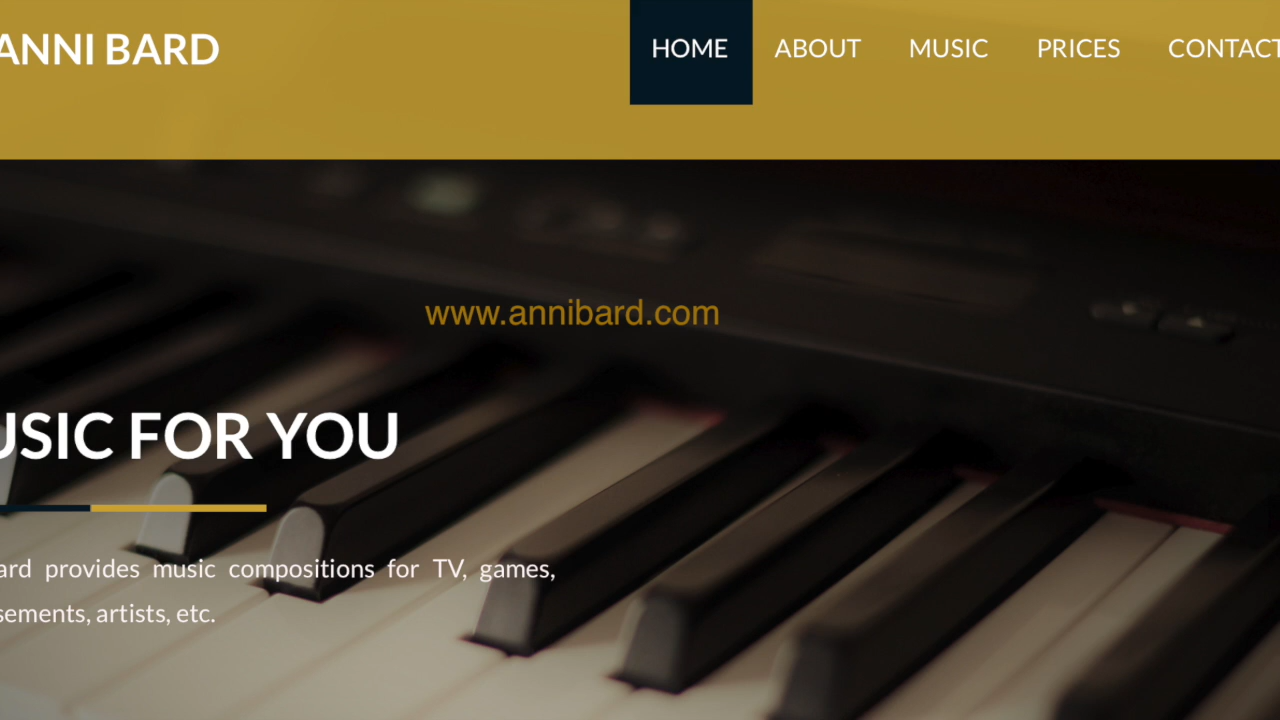 ANNI BARD
HOME ABOUT MUSIC PRICES CONTACT
www.annibard.com
USIC FOR YOU
ard provides music compositions for TV, games,
sements, artists, etc.